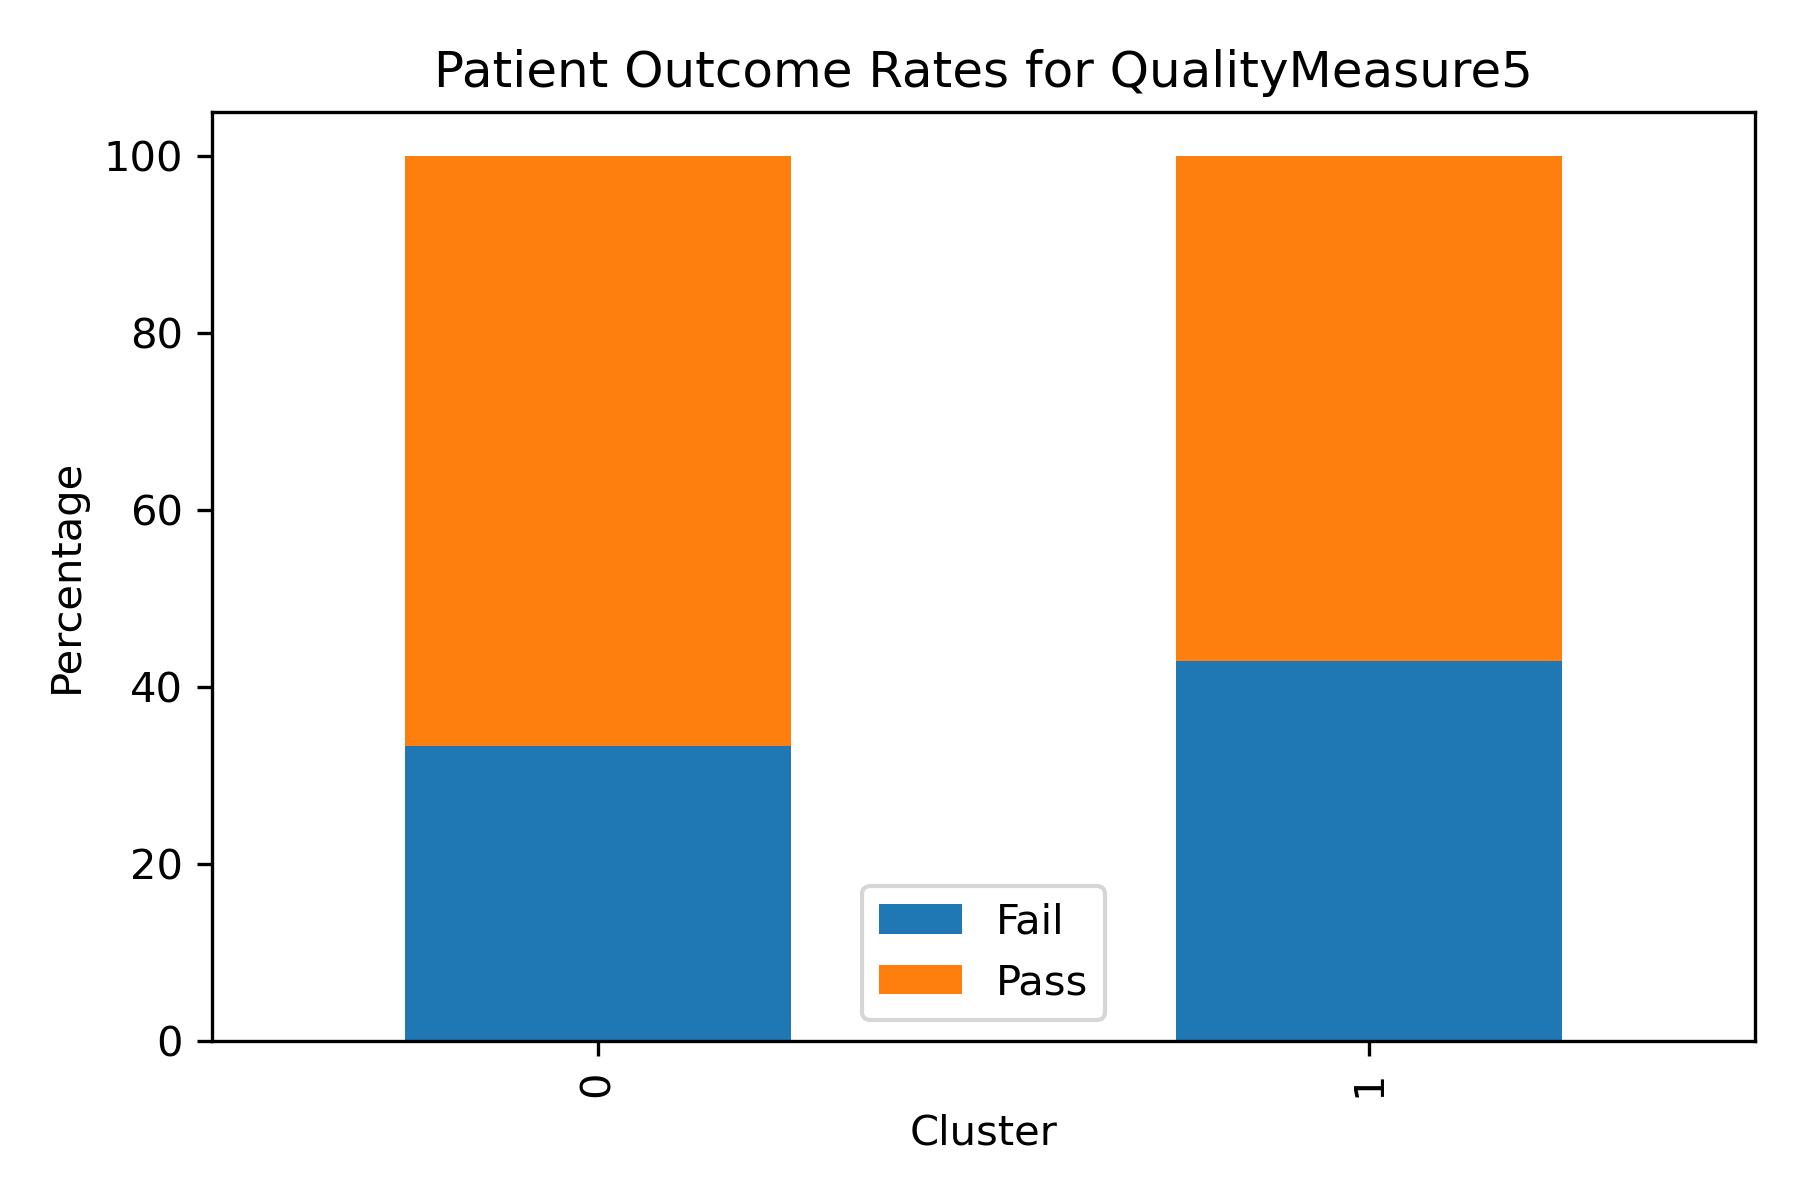 Patient Outcome Rates for QualityMeasure5
100
80
60
40
20
0
Percentage
Fail
Pass
0
1
Cluster